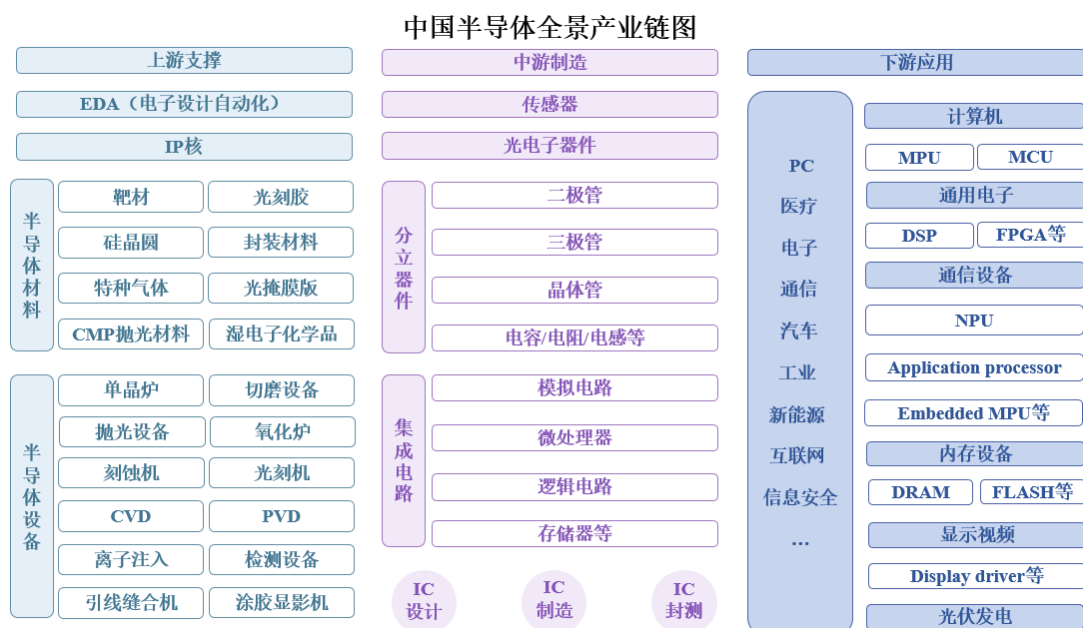 中国半导体全景产业链图
上游支撑
EDA（电子设计自动化）
IP核
半导体材料
靶材
光刻胶
硅晶圆
封装材料
特种气体
光掩膜版
CMP抛光材料
湿电子化学品
半导体设备
单晶炉
切磨设备
抛光设备
氧化炉
刻蚀机
光刻机
CVD
PVD
离子注入
检测设备
引线缝合机
涂胶显影机
中游制造
传感器
光电子器件
分立器件
二极管
三极管
晶体管
电容/电阻/电感等
集成电路
模拟电路
微处理器
逻辑电路
存储器等
IC
设计
IC
制造
IC
封测
下游应用
PC
医疗
电子
通信
汽车
工业
新能源
互联网
信息安全
…
计算机
MPU
MCU
通用电子
DSP
FPGA等
通信设备
NPU
Application processor
Embedded MPU等
内存设备
DRAM
FLASH等
显示视频
Display driver等
光伏发电